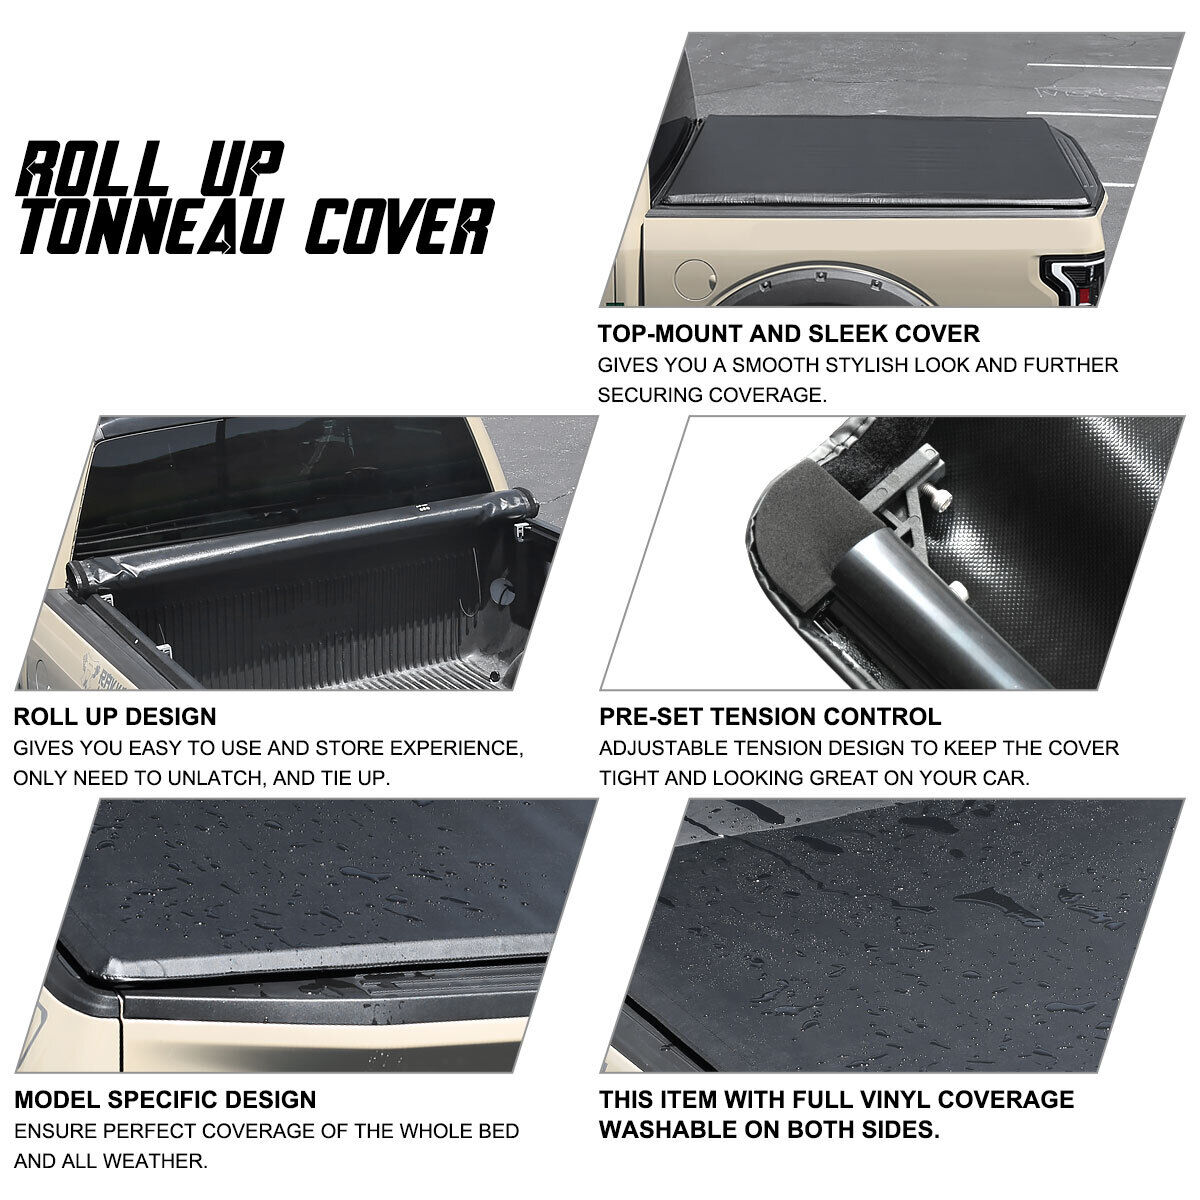 ROLL UP
TONNEAU COVER
TOP-MOUNT AND SLEEK COVER
GIVES YOU A SMOOTH STYLISH LOOK AND FURTHER
SECURING COVERAGE.
ROLL UP DESIGN
GIVES YOU EASY TO USE AND STORE EXPERIENCE,
ONLY NEED TO UNLATCH, AND TIE UP.
PRE-SET TENSION CONTROL
ADJUSTABLE TENSION DESIGN TO KEEP THE COVER
TIGHT AND LOOKING GREAT ON YOUR CAR.
MODEL SPECIFIC DESIGN
ENSURE PERFECT COVERAGE OF THE WHOLE BED
AND ALL WEATHER.
THIS ITEM WITH FULL VINYL COVERAGE
WASHABLE ON BOTH SIDES.